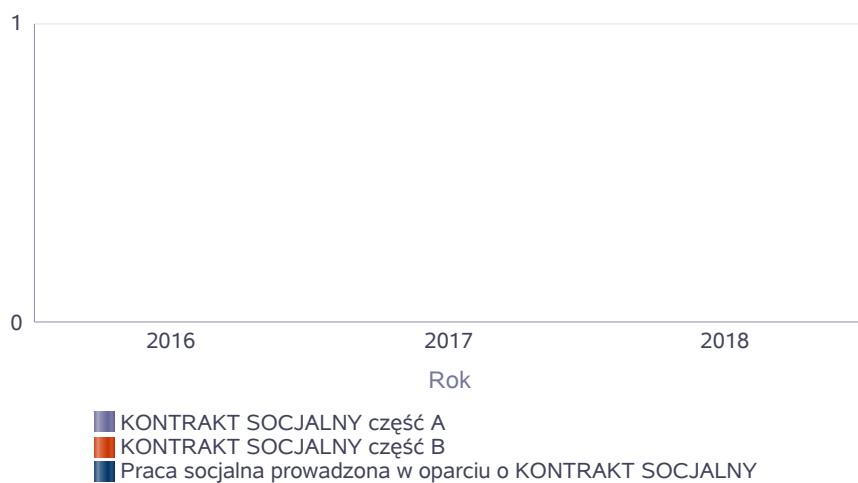 1
0
2016 2017 2018
Rok
KONTRAKT SOCJALNY część A
KONTRAKT SOCJALNY część B
Praca socjalna prowadzona w oparciu o KONTRAKT SOCJALNY